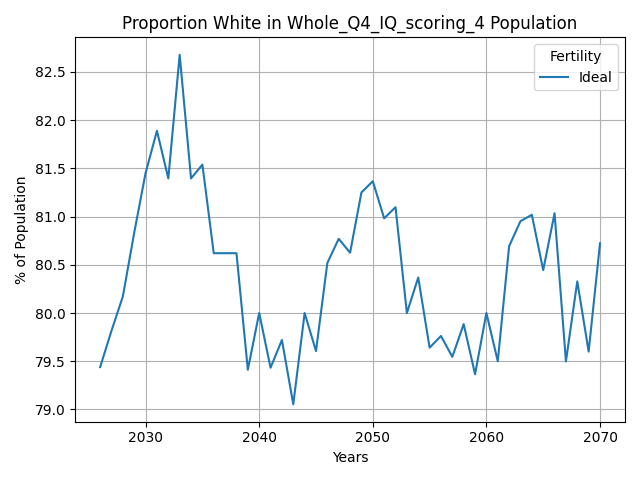 Proportion White in Whole_Q4_IQ_scoring_4 Population
Fertility
Ideal
% of Population
82.5
82.0
81.5
81.0
80.5
80.0
79.5
79.0
2030 2040 2050 2060 2070
Years